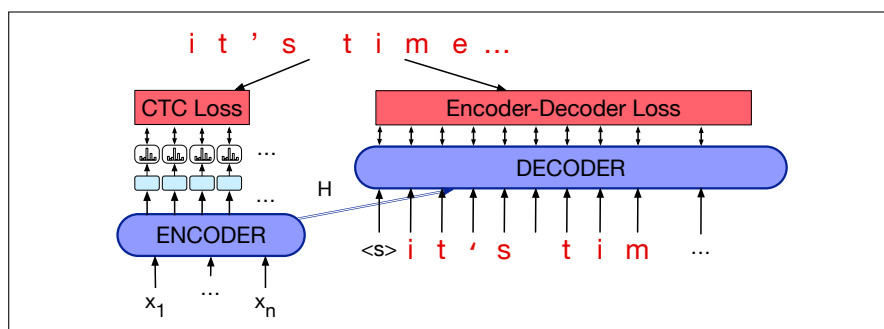 i t ’ s t i m e …
CTC Loss
Encoder-Decoder Loss
…
DECODER
…
H
ENCODER
<s> i t ‘ s t i m …
x1 … xn